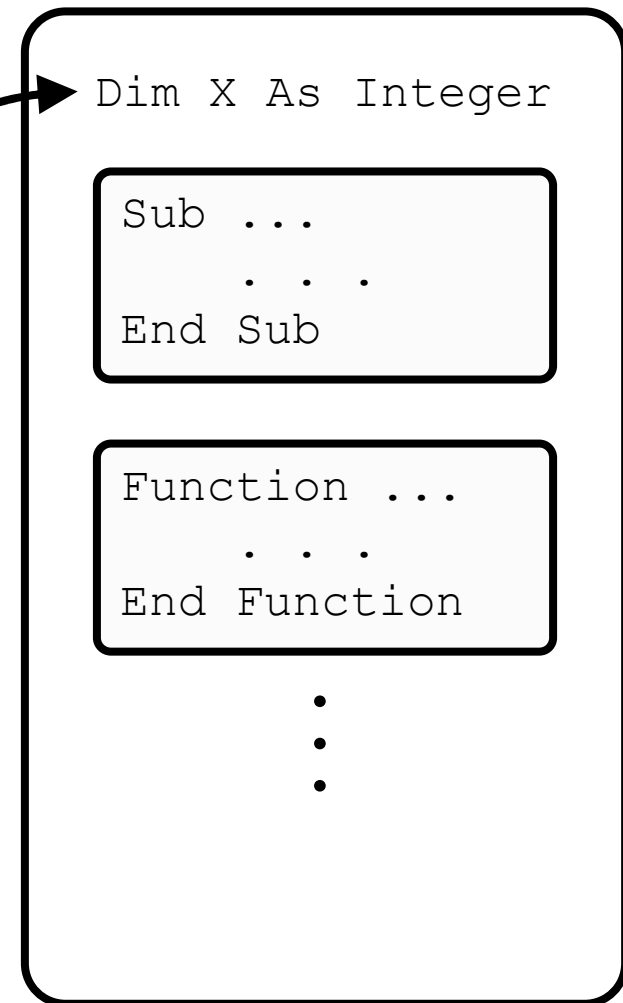 Dim X As Integer
Sub ...
. . .
End Sub
Function ...
. . .
End Function
.
.
.